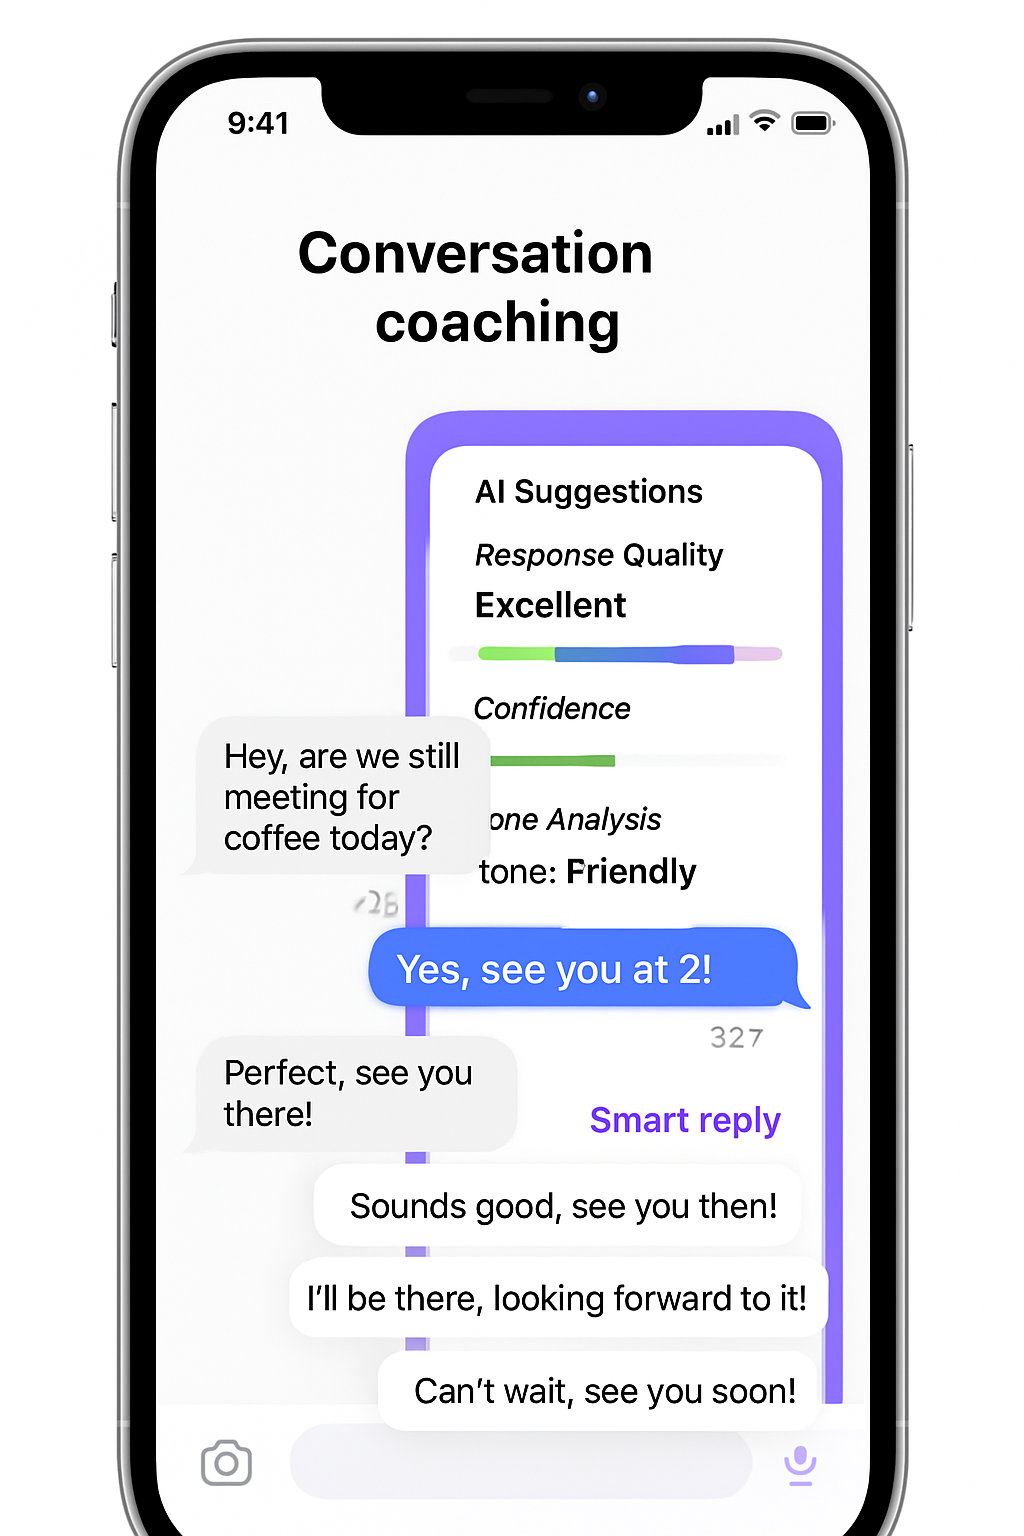 9:41
Conversation
coaching
AI Suggestions
Response Quality
Excellent
Confidence
Hey, are we still
meeting for
coffee today?
one Analysis
tone: Friendly
Yes, see you at 2!
327
Perfect, see you
there!
Smart reply
Sounds good, see you then!
I'll be there, looking forward to it!
Can't wait, see you soon!